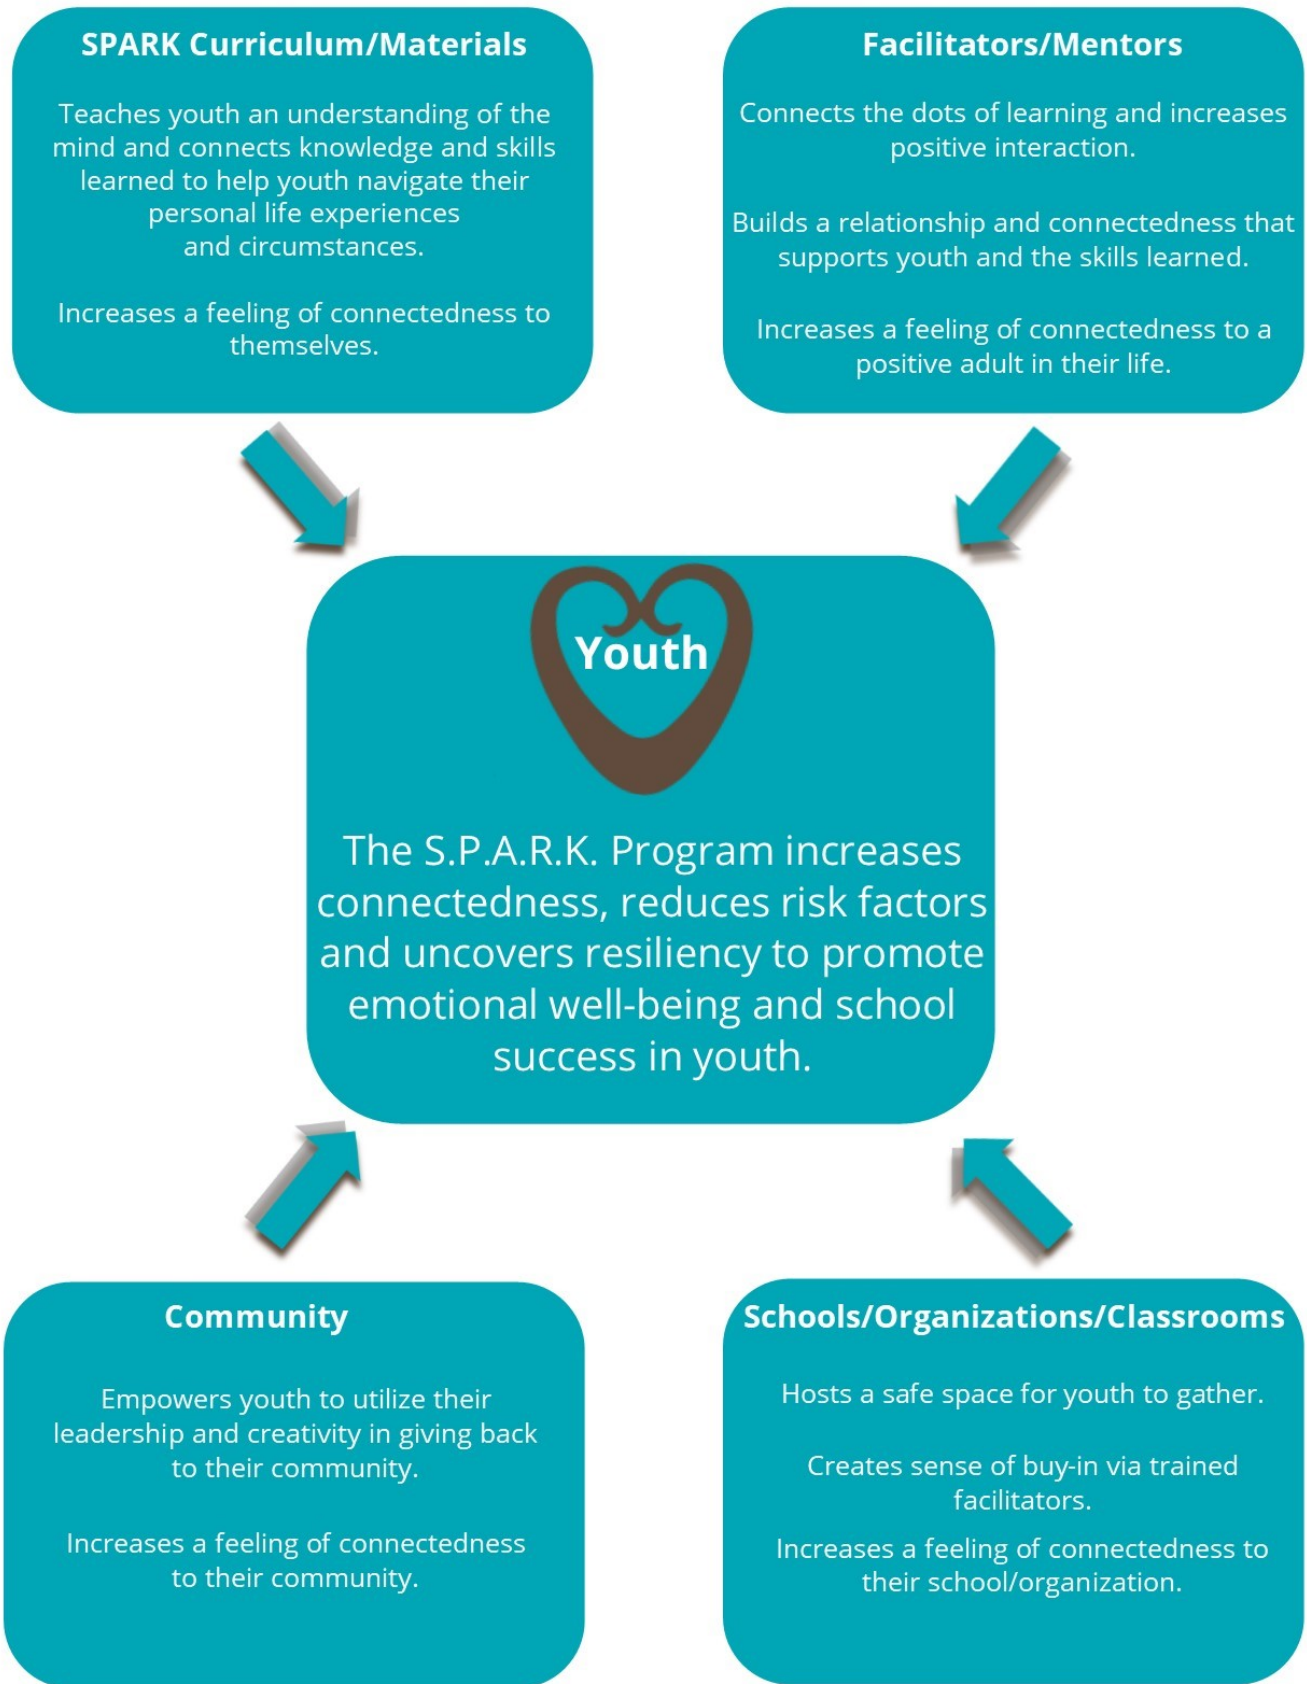 SPARK Curriculum/Materials
Teaches youth an understanding of the
mind and connects knowledge and skills
learned to help youth navigate their
personal life experiences
and circumstances.
Increases a feeling of connectedness to
themselves.
Facilitators/Mentors
Connects the dots of learning and increases
positive interaction.
Builds a relationship and connectedness that
supports youth and the skills learned.
Increases a feeling of connectedness to a
positive adult in their life.
Youth
The S.P.A.R.K. Program increases
connectedness, reduces risk factors
and uncovers resiliency to promote
emotional well-being and school
success in youth.
Community
Empowers youth to utilize their
leadership and creativity in giving back
to their community.
Increases a feeling of connectedness
to their community.
Schools/Organizations/Classrooms
Hosts a safe space for youth to gather.
Creates sense of buy-in via trained
facilitators.
Increases a feeling of connectedness to
their school/organization.